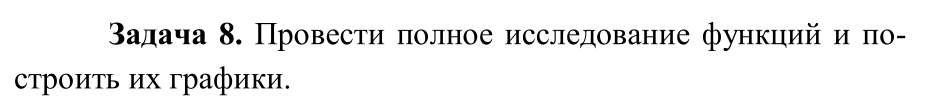 Задача 8. Провести полное исследование функций и по-
строить их графики.